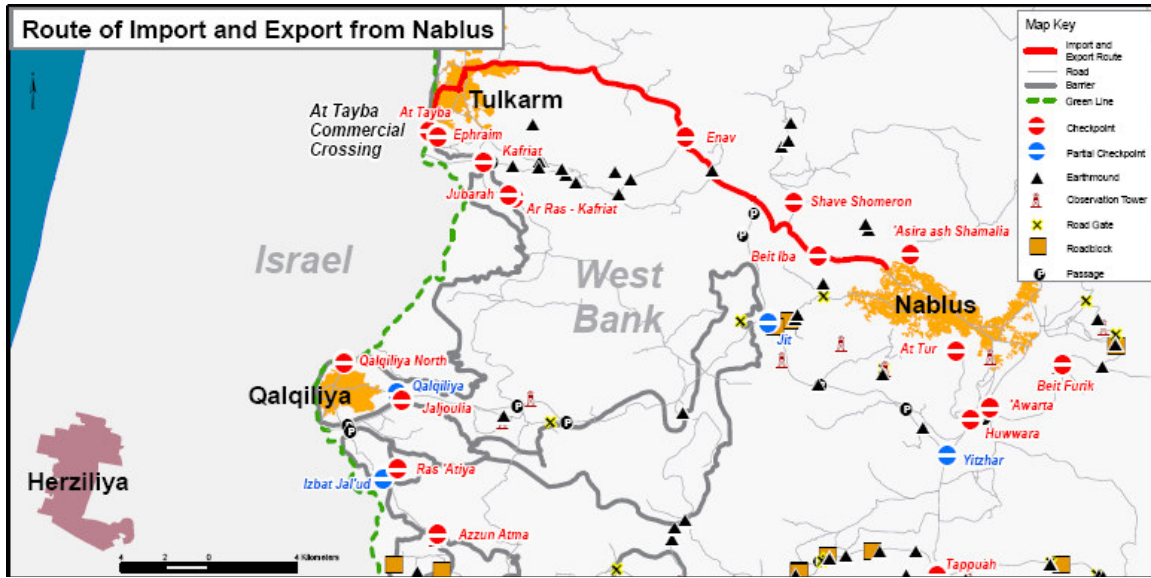 Route of Import and Export from Nablus
Map Key
Import and
Export Route
Road
Barrier
Green Line
Checkpoint
Partial Checkpoint
Earthmound
Observation Tower
Road Gate
Roadblock
P Passage
At Tayba
Commercial
Crossing
At Tayba
Tulkarm
Ephraim
Kafriat
Enav
Jubarah
Ar Ras - Kafriat
Shave Shomeron
'Asira ash Shamalia
Beit Iba
Israel
West
Bank
Nablus
Jit
At Tur
Beit Furik
'Awarta
Huwwara
Yitzhar
Qalqiliya North
Qalqiliya
Qalqiliya
Jaljoulia
Ras 'Atiya
Izbat Jal'ud
Azzun Atma
Tappuah
Herziliya
4 2 0 4 Kilometers